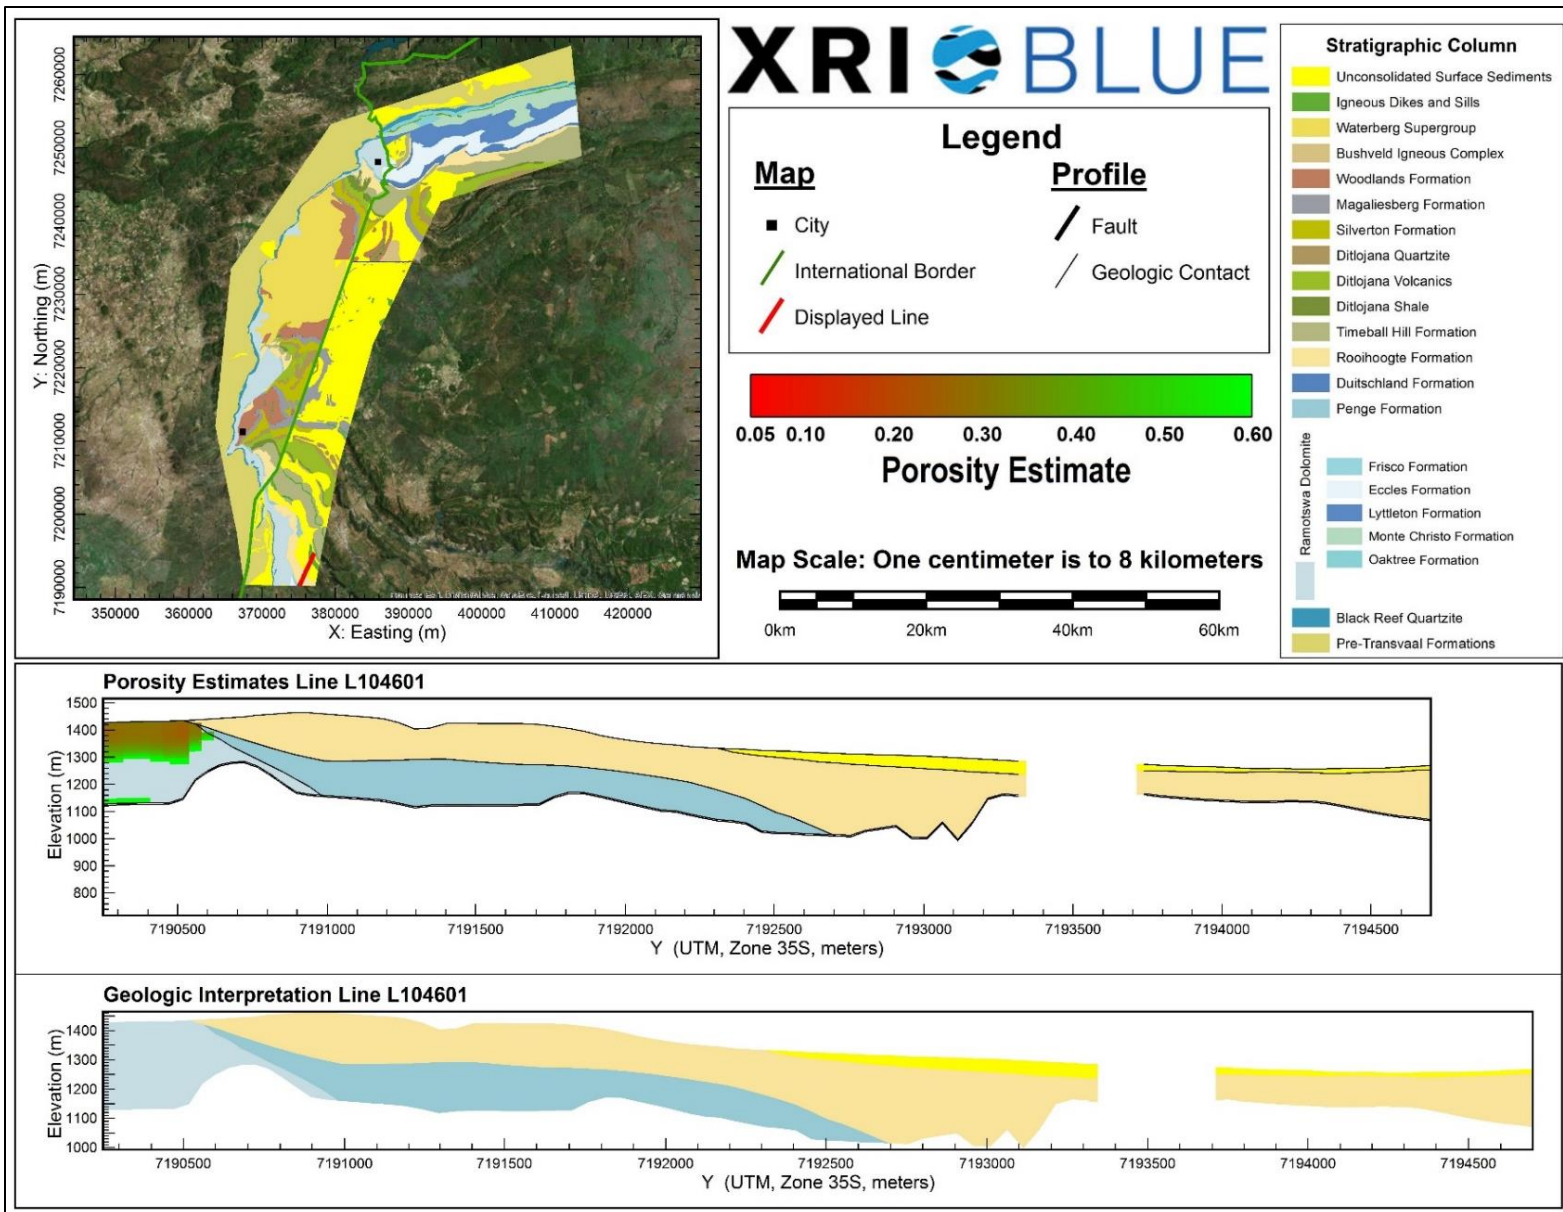 7260000
7250000
7240000
7230000
7220000
7210000
7200000
7190000
Y: Northing (m)
350000 360000 370000 380000 390000 400000 410000 420000
X: Easting (m)
XRI BLUE
Legend
Map
City
International Border
Displayed Line
Profile
Fault
Geologic Contact
0.05 0.10 0.20 0.30 0.40 0.50 0.60
Porosity Estimate
Map Scale: One centimeter is to 8 kilometers
0km 20km 40km 60km
Stratigraphic Column
Unconsolidated Surface Sediments
Igneous Dikes and Sills
Waterberg Supergroup
Bushveld Igneous Complex
Woodlands Formation
Magaliesberg Formation
Silverton Formation
Ditlojana Quartzite
Ditlojana Volcanics
Ditlojana Shale
Timeball Hill Formation
Rooihoogte Formation
Duitschland Formation
Penge Formation
Ramotswa Dolomite
Frisco Formation
Eccles Formation
Lyttleton Formation
Monte Christo Formation
Oaktree Formation
Black Reef Quartzite
Pre-Transvaal Formations
Porosity Estimates Line L104601
Elevation (m)
1500
1400
1300
1200
1100
1000
900
800
7190500 7191000 7191500 7192000 7192500 7193000 7193500 7194000 7194500
Y (UTM, Zone 35S, meters)
Geologic Interpretation Line L104601
Elevation (m)
1400
1300
1200
1100
1000
7190500 7191000 7191500 7192000 7192500 7193000 7193500 7194000 7194500
Y (UTM, Zone 35S, meters)